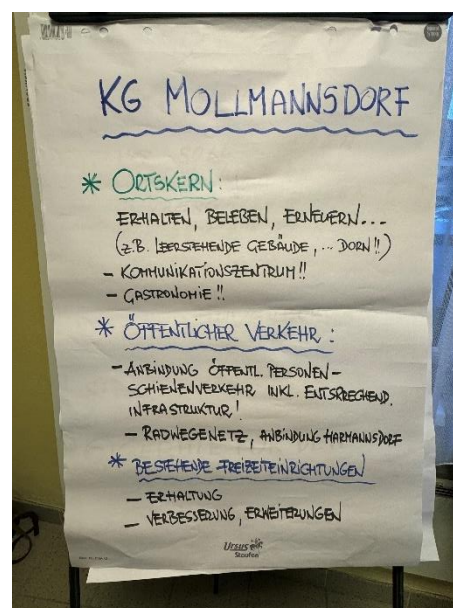 KG MOLLMANNSDORF
* ORTSKERN:
ERHALTEN, BELEBEN, ERNEUERN...
(Z.B. LEERSTEHENDE GEBÄUDE, ... DORN!!)
- KOMMUNIKATIONSZENTRUM!!
- GASTRONOMIE!!
* ÖFFENTLICHER VERKEHR:
- ANBINDUNG ÖFFENTL. PERSONEN-
SCHIENENVERKEHR INKL. ENTSPRECHEND.
INFRASTRUKTUR!
- RADWEGENETZ, ANBINDUNG HARMANNSDORF
* BESTEHENDE FREIZEITEINRICHTUNGEN
- ERHALTUNG
- VERBESSERUNG, ERWEITERUNGEN
Ursus
Staufen